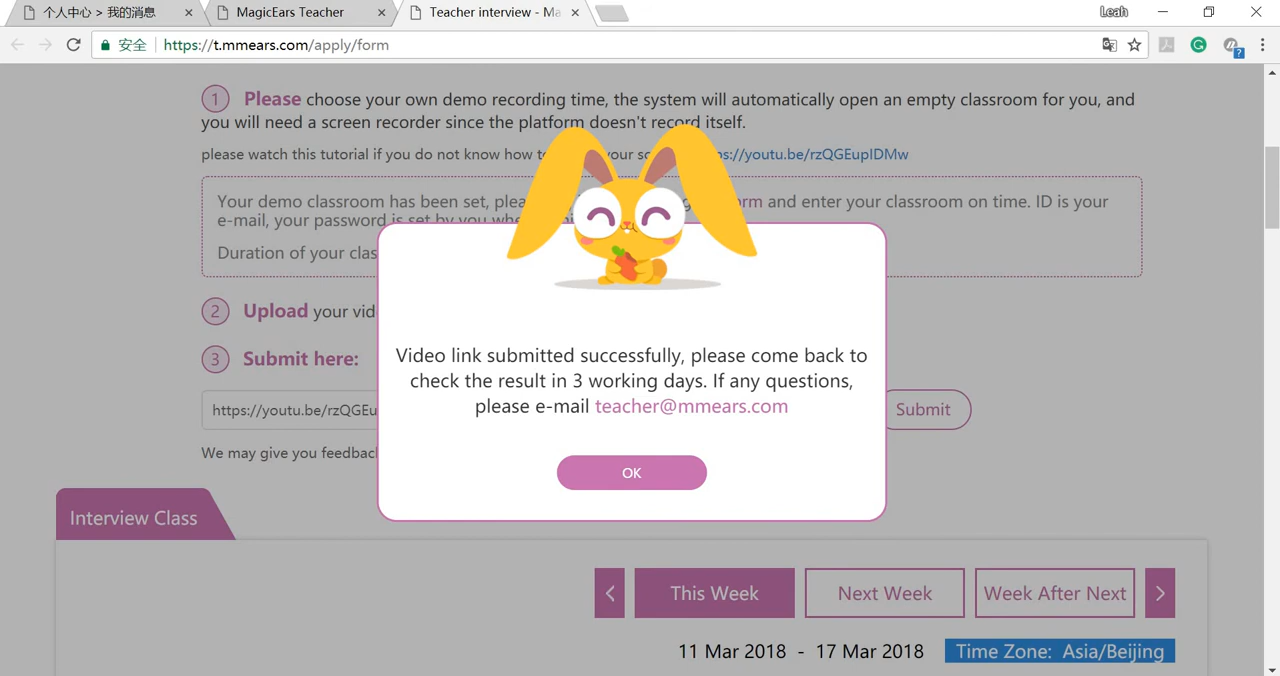 个人中心 > 我的消息
MagicEars Teacher
Teacher interview - Ma
Leah
安全
https://t.mmears.com/apply/form
1 Please choose your own demo recording time, the system will automatically open an empty classroom for you, and
you will need a screen recorder since the platform doesn't record itself.
please watch this tutorial if you do not know how to your https://youtu.be/rzQGEupIDMw
Your demo classroom has been set, and enter your classroom on time. ID is your
e-mail, your password is set by you
Duration of your clas
2 Upload your vid
3 Submit here:
https://youtu.be/rzQGEu
Submit
We may give you feedback
Video link submitted successfully, please come back to
check the result in 3 working days. If any questions,
please e-mail teacher@mmears.com
OK
Interview Class
< This Week Next Week Week After Next >
11 Mar 2018 - 17 Mar 2018 Time Zone: Asia/Beijing